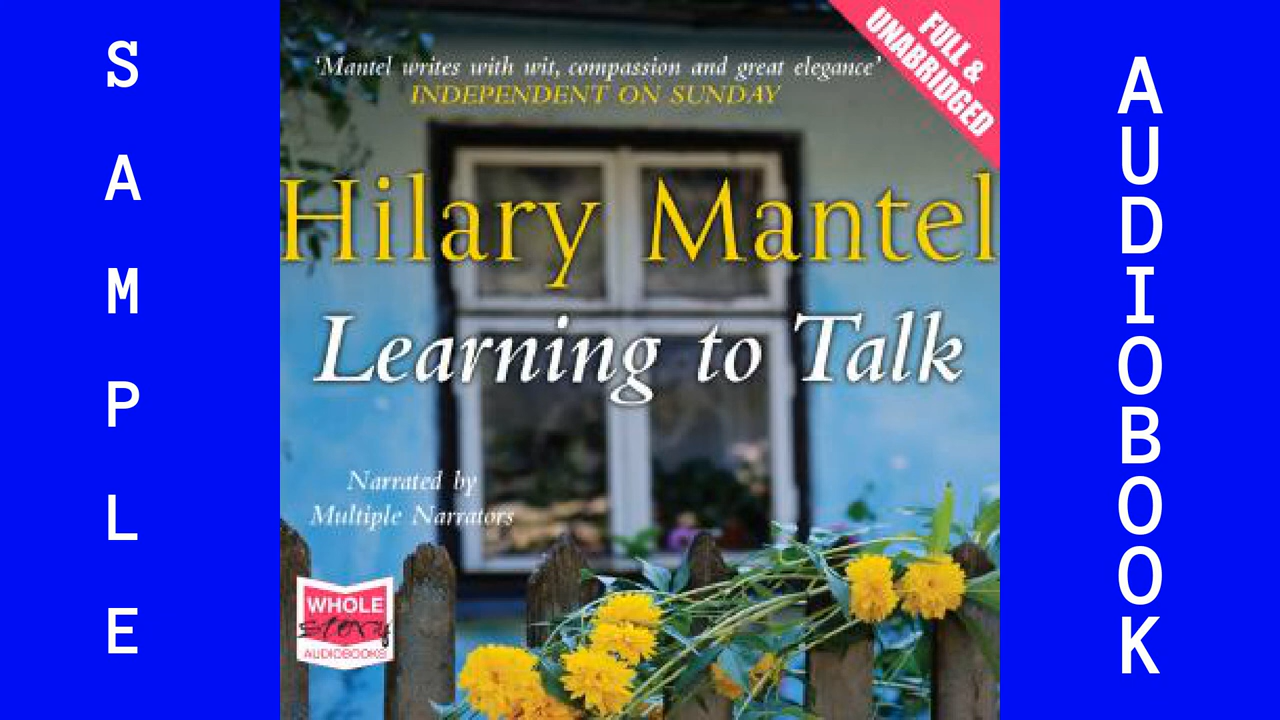 SAMPLE
'Mantel writes with wit, compassion and great elegance'
INDEPENDENT ON SUNDAY
FULL &
UNABRIDGED
Hilary Mantel
Learning to Talk
Narrated by
Multiple Narrators
WHOLE
story
AUDIOBOOKS
AUDIOBOOK